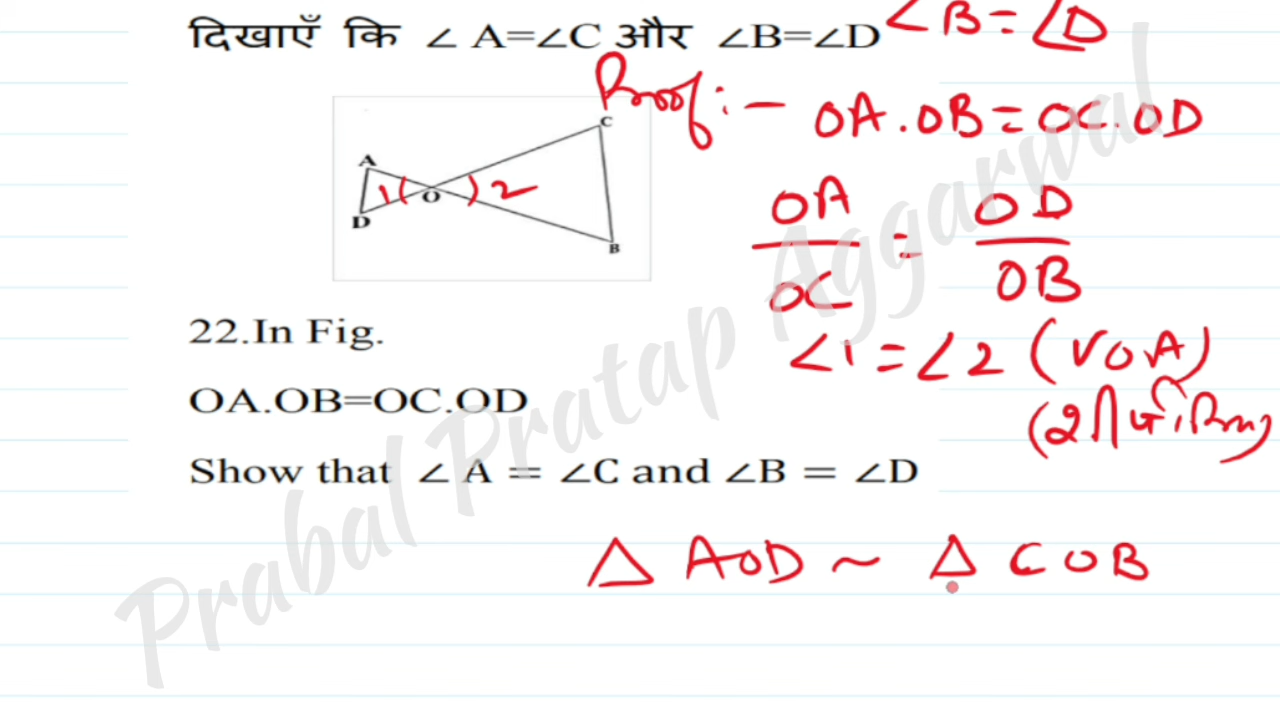 ∠B=∠D
दिखाएँ कि ∠ A=∠C और ∠B=∠D
Proof:- OA.OB=OC.OD
C
A
1 O 2
D
B
OA/OC = OD/OB
∠1=∠2 (VOA)
22.In Fig.
OA.OB=OC.OD
Show that ∠ A = ∠C and ∠B = ∠D
△ AOD ~ △ COB
Prabal Pratap Aggarwal